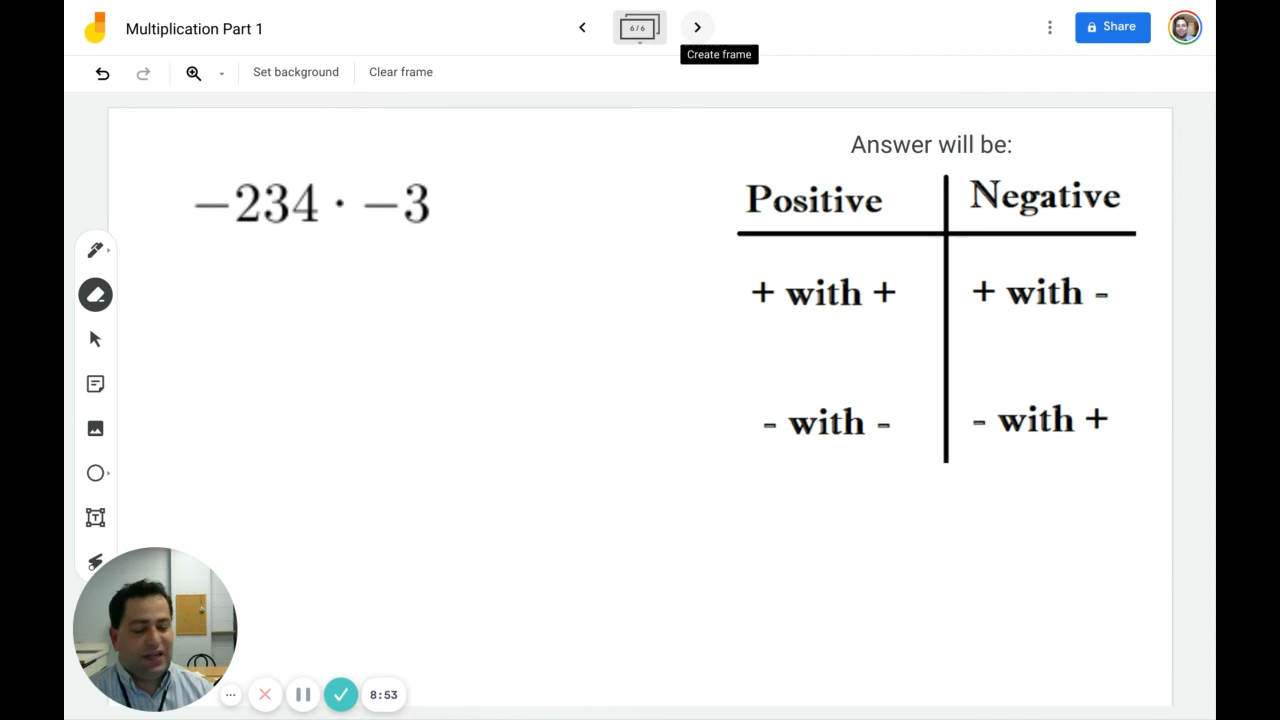 Multiplication Part 1
6/6
Share
Create frame
Set background
Clear frame
Answer will be:
−234 · −3
Positive
Negative
+ with +
+ with -
- with -
- with +
8:53